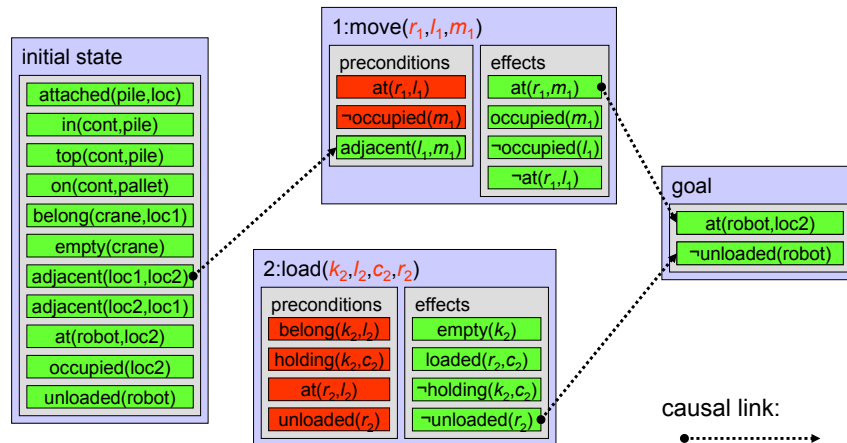 initial state
attached(pile,loc)
in(cont,pile)
top(cont,pile)
on(cont,pallet)
belong(crane,loc1)
empty(crane)
adjacent(loc1,loc2)
adjacent(loc2,loc1)
at(robot,loc2)
occupied(loc2)
unloaded(robot)
1:move(r₁,l₁,m₁)
preconditions
at(r₁,l₁)
¬occupied(m₁)
adjacent(l₁,m₁)
effects
at(r₁,m₁)
occupied(m₁)
¬occupied(l₁)
¬at(r₁,l₁)
2:load(k₂,l₂,c₂,r₂)
preconditions
belong(k₂,l₂)
holding(k₂,c₂)
at(r₂,l₂)
unloaded(r₂)
effects
empty(k₂)
loaded(r₂,c₂)
¬holding(k₂,c₂)
¬unloaded(r₂)
goal
at(robot,loc2)
¬unloaded(robot)
causal link: